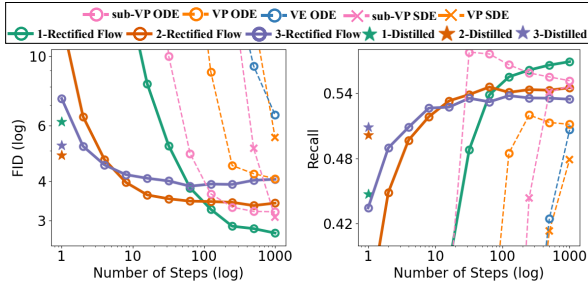 sub-VP ODE VP ODE VE ODE sub-VP SDE VP SDE
1-Rectified Flow 2-Rectified Flow 3-Rectified Flow 1-Distilled 2-Distilled 3-Distilled
10
6
4
3
FID (log)
1 10 100 1000
Number of Steps (log)
0.54
0.48
0.42
Recall
1 10 100 1000
Number of Steps (log)